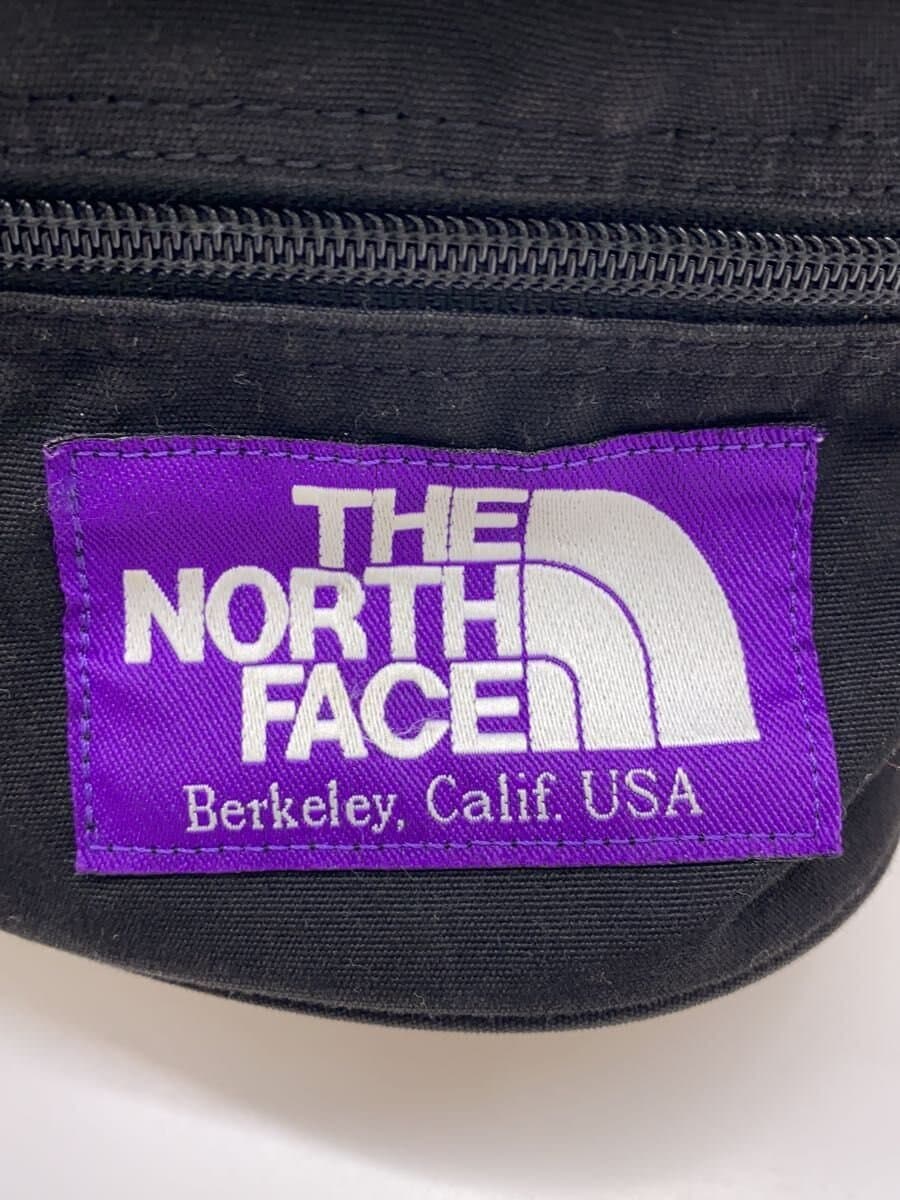 THE
NORTH
FACE
Berkeley, Calif. USA